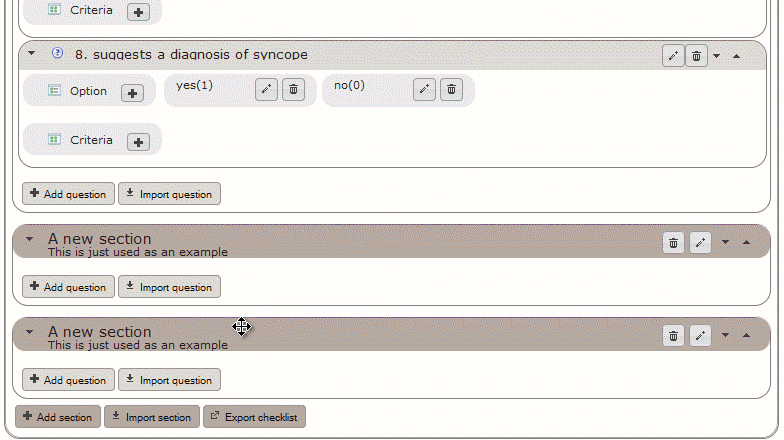 Criteria
8. suggests a diagnosis of syncope
Option yes(1) no(0)
Criteria
Add question Import question
A new section
This is just used as an example
Add question Import question
A new section
This is just used as an example
Add question Import question
Add section Import section Export checklist